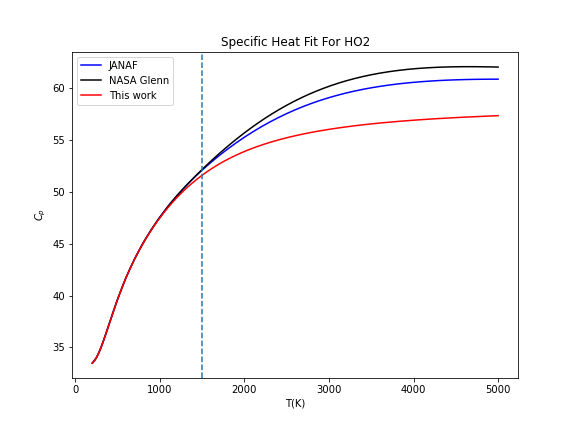 Specific Heat Fit For HO2
JANAF
NASA Glenn
This work
60
55
50
45
40
35
Cp
0
1000
2000
3000
4000
5000
T(K)